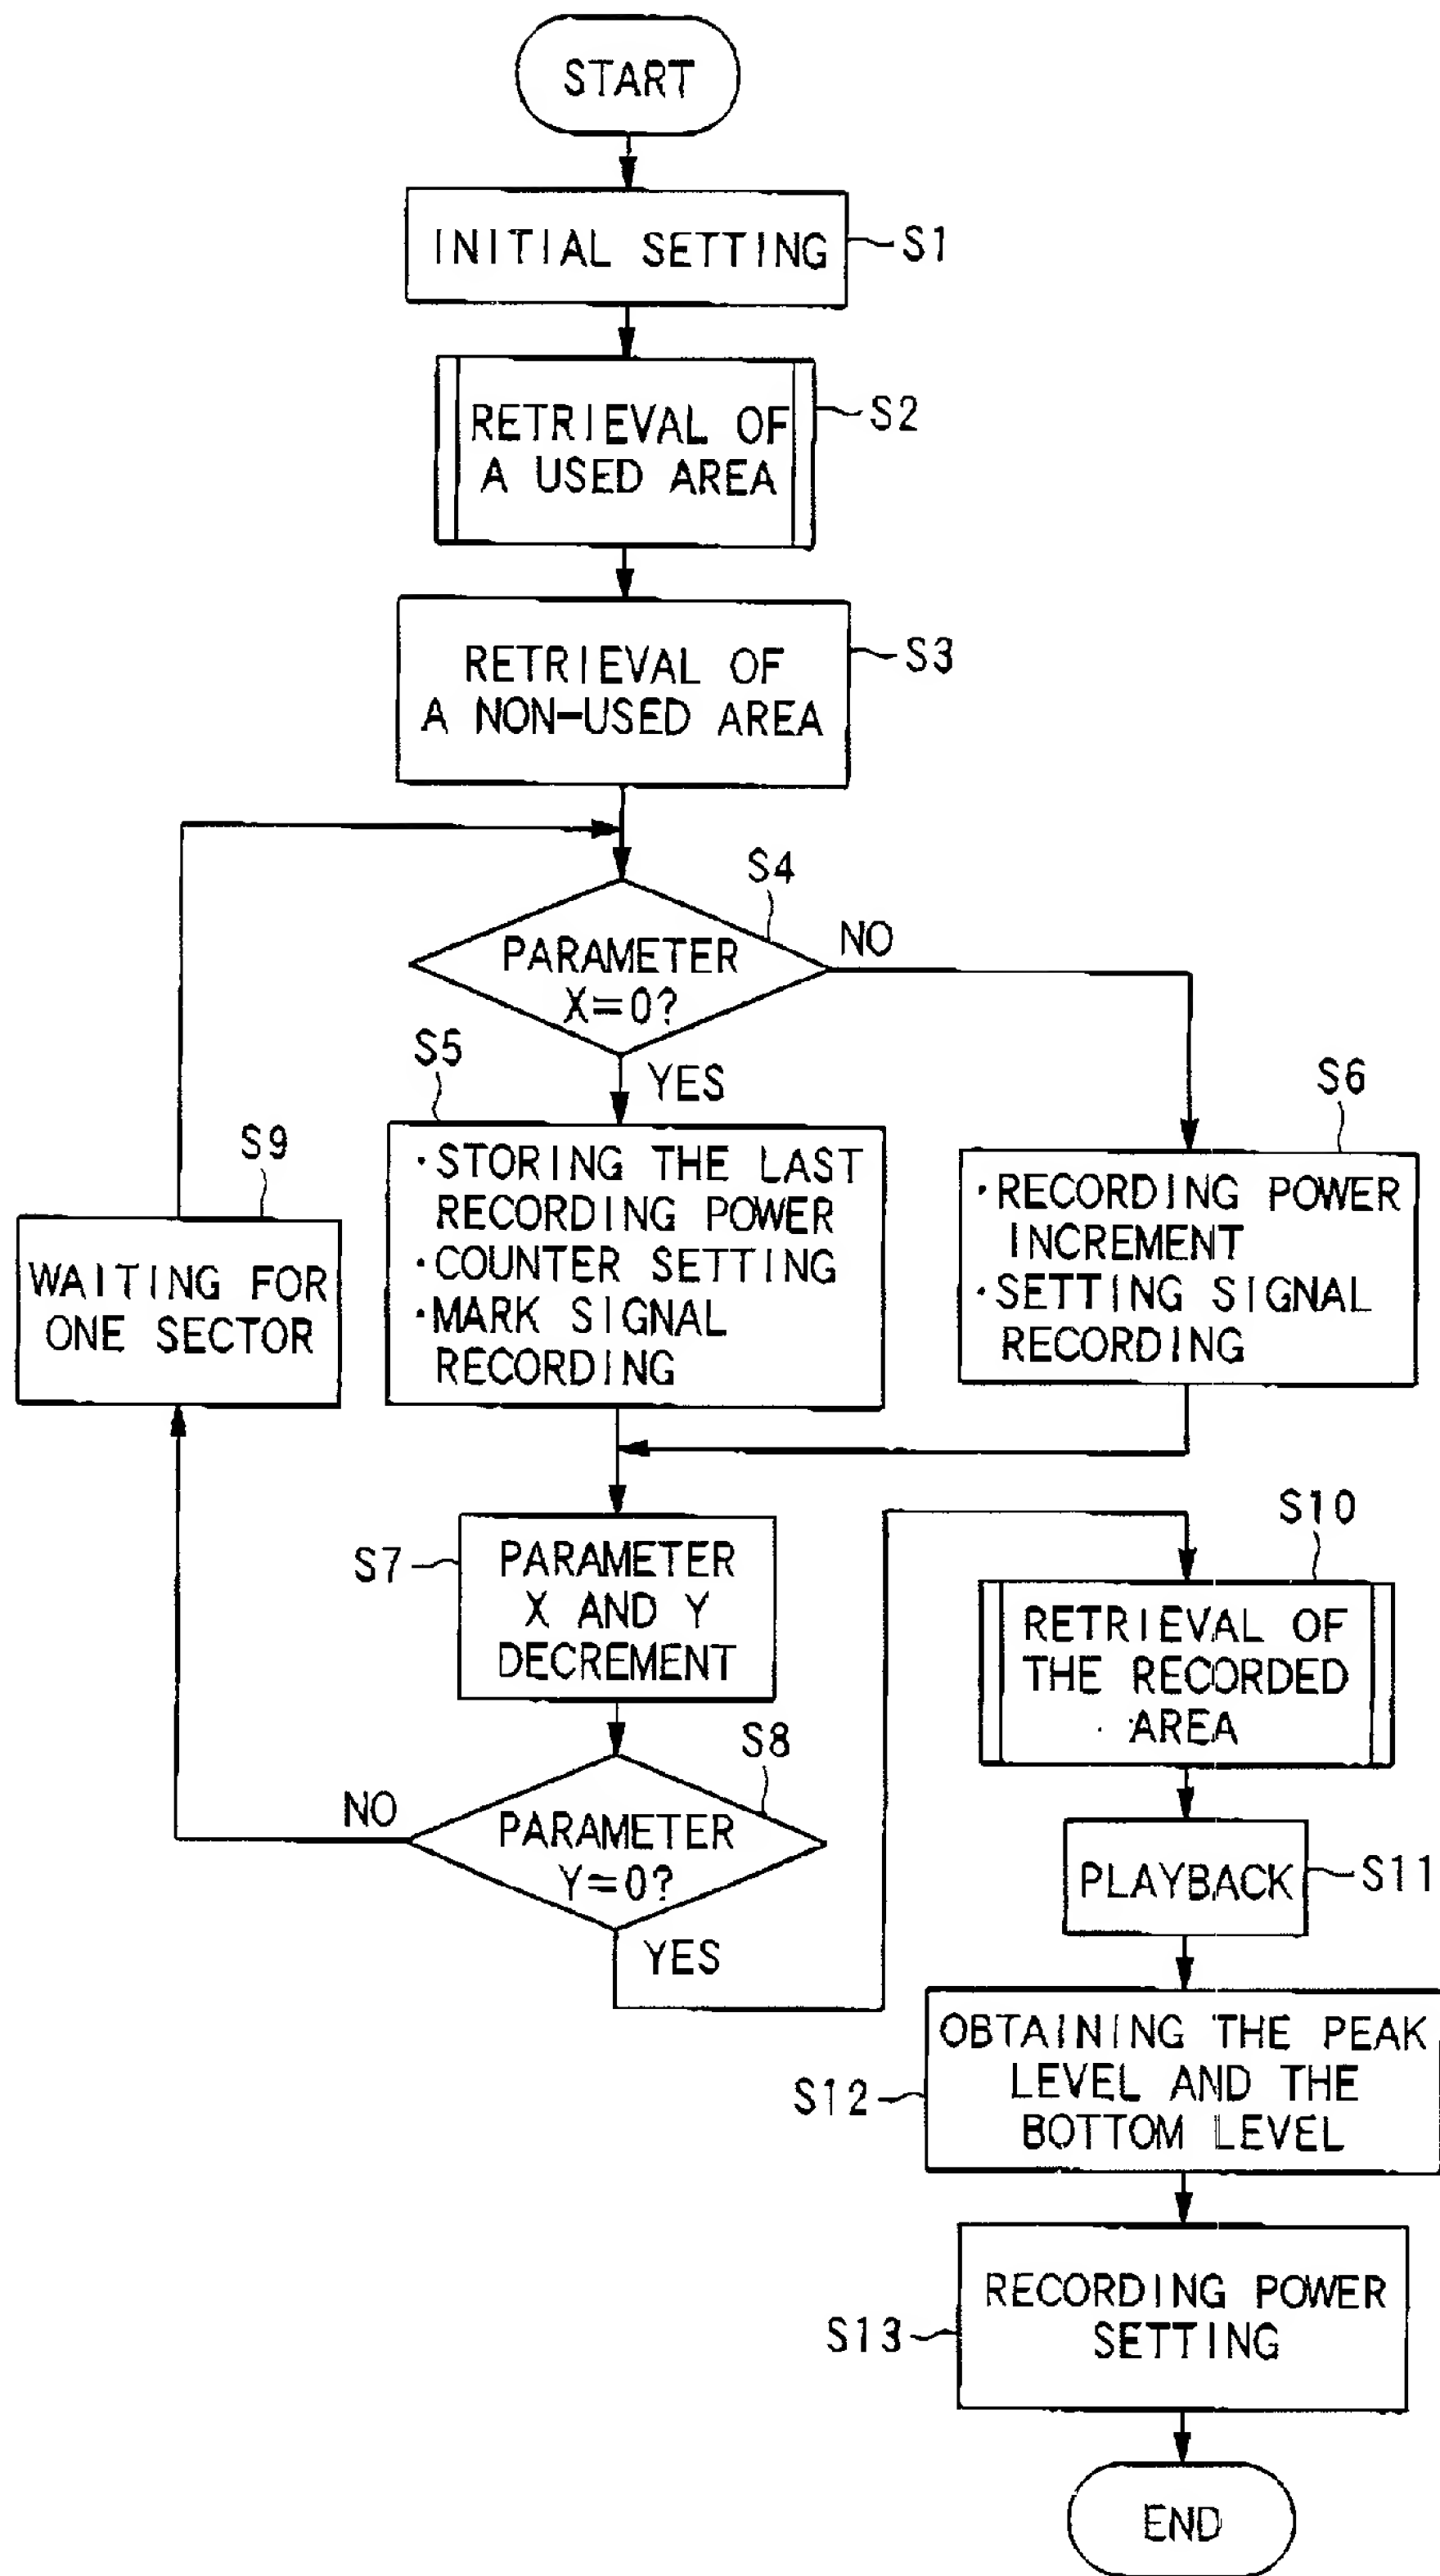 START
INITIAL SETTING
S1
RETRIEVAL OF
A USED AREA
S2
RETRIEVAL OF
A NON-USED AREA
S3
S4
PARAMETER
X=0?
NO
YES
S5
·STORING THE LAST
RECORDING POWER
·COUNTER SETTING
·MARK SIGNAL
RECORDING
S6
·RECORDING POWER
INCREMENT
·SETTING SIGNAL
RECORDING
S9
WAITING FOR
ONE SECTOR
S7
PARAMETER
X AND Y
DECREMENT
S8
PARAMETER
Y=0?
NO
YES
S10
RETRIEVAL OF
THE RECORDED
AREA
PLAYBACK
S11
OBTAINING THE PEAK
LEVEL AND THE
BOTTOM LEVEL
S12
RECORDING POWER
SETTING
S13
END